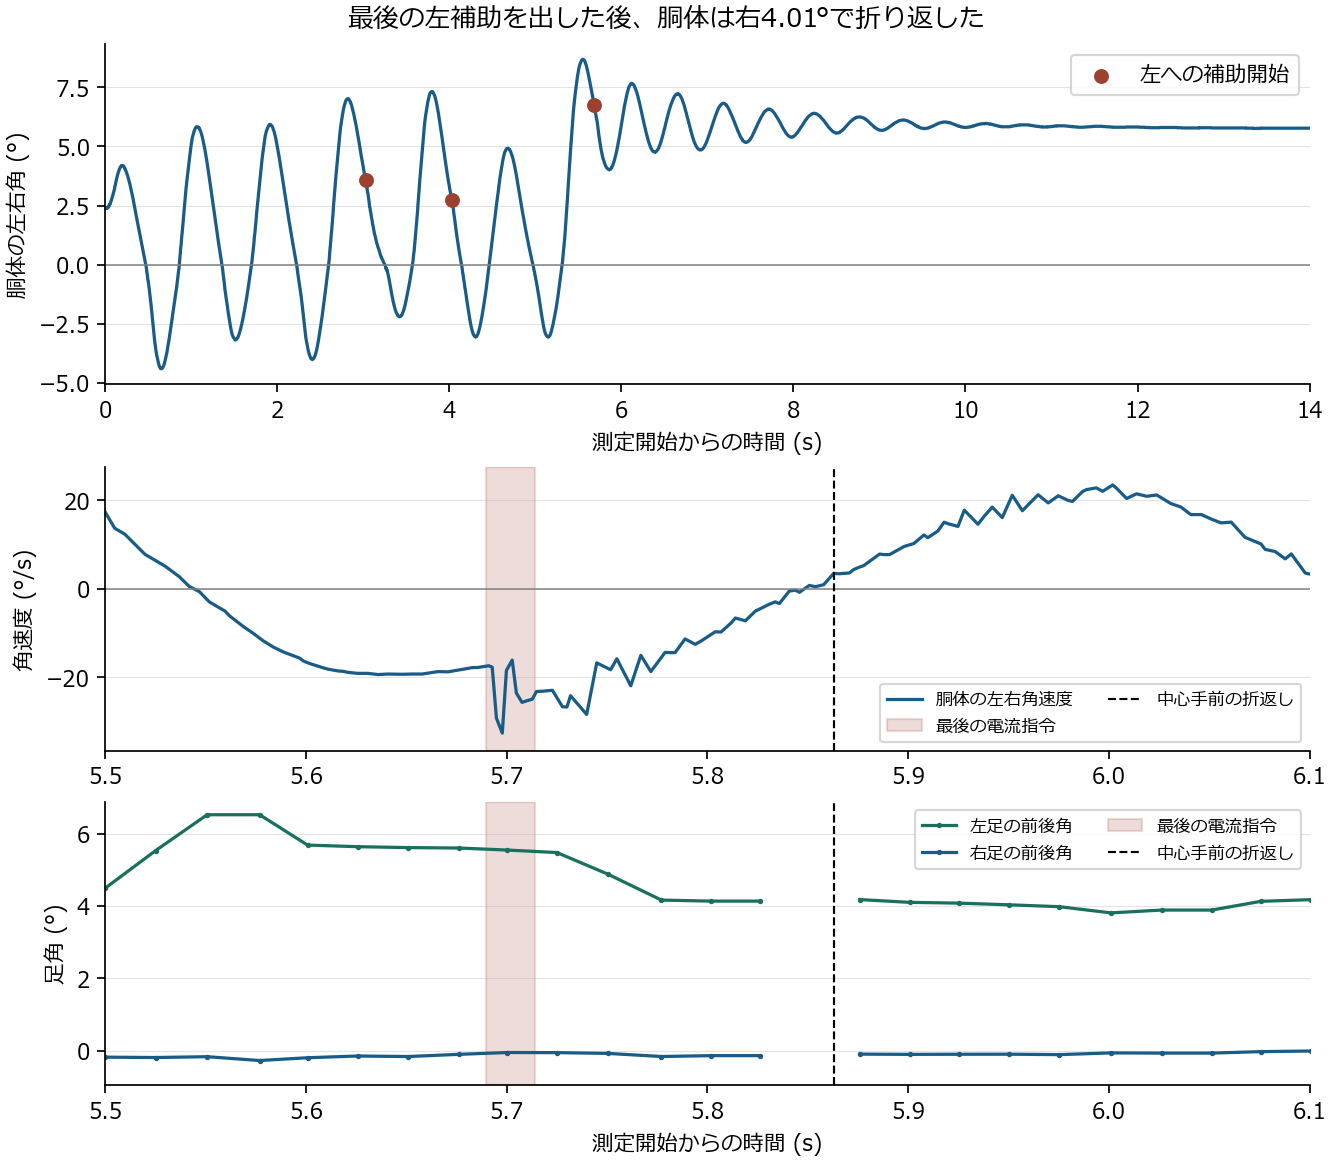 最後の左補助を出した後、胴体は右4.01°で折り返した
胴体の左右角 (°)
7.5
5.0
2.5
0.0
−2.5
−5.0
左への補助開始
0 2 4 6 8 10 12 14
測定開始からの時間 (s)
角速度 (°/s)
20
0
−20
胴体の左右角速度
最後の電流指令
中心手前の折返し
5.5 5.6 5.7 5.8 5.9 6.0 6.1
足角 (°)
6
4
2
0
左足の前後角
右足の前後角
最後の電流指令
中心手前の折返し
5.5 5.6 5.7 5.8 5.9 6.0 6.1
測定開始からの時間 (s)